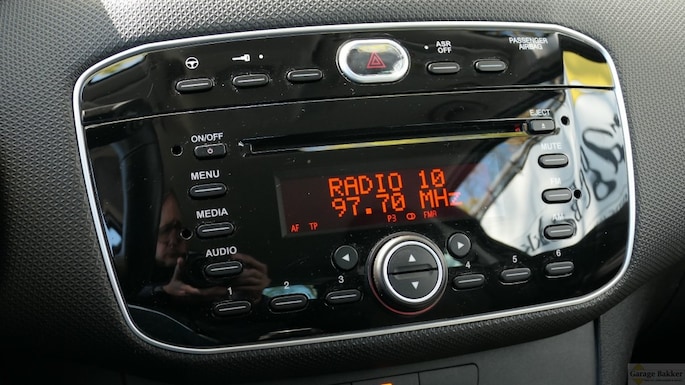 ASR
OFF
PASSENGER
AIRBAG
ON/OFF
EJECT
MENU
MUTE
RADIO 10
97.70 MHz
AF TP P3 CD FMA
MEDIA
FM
AM
AUDIO
1 2 3 4 5 6
Garage Bakker